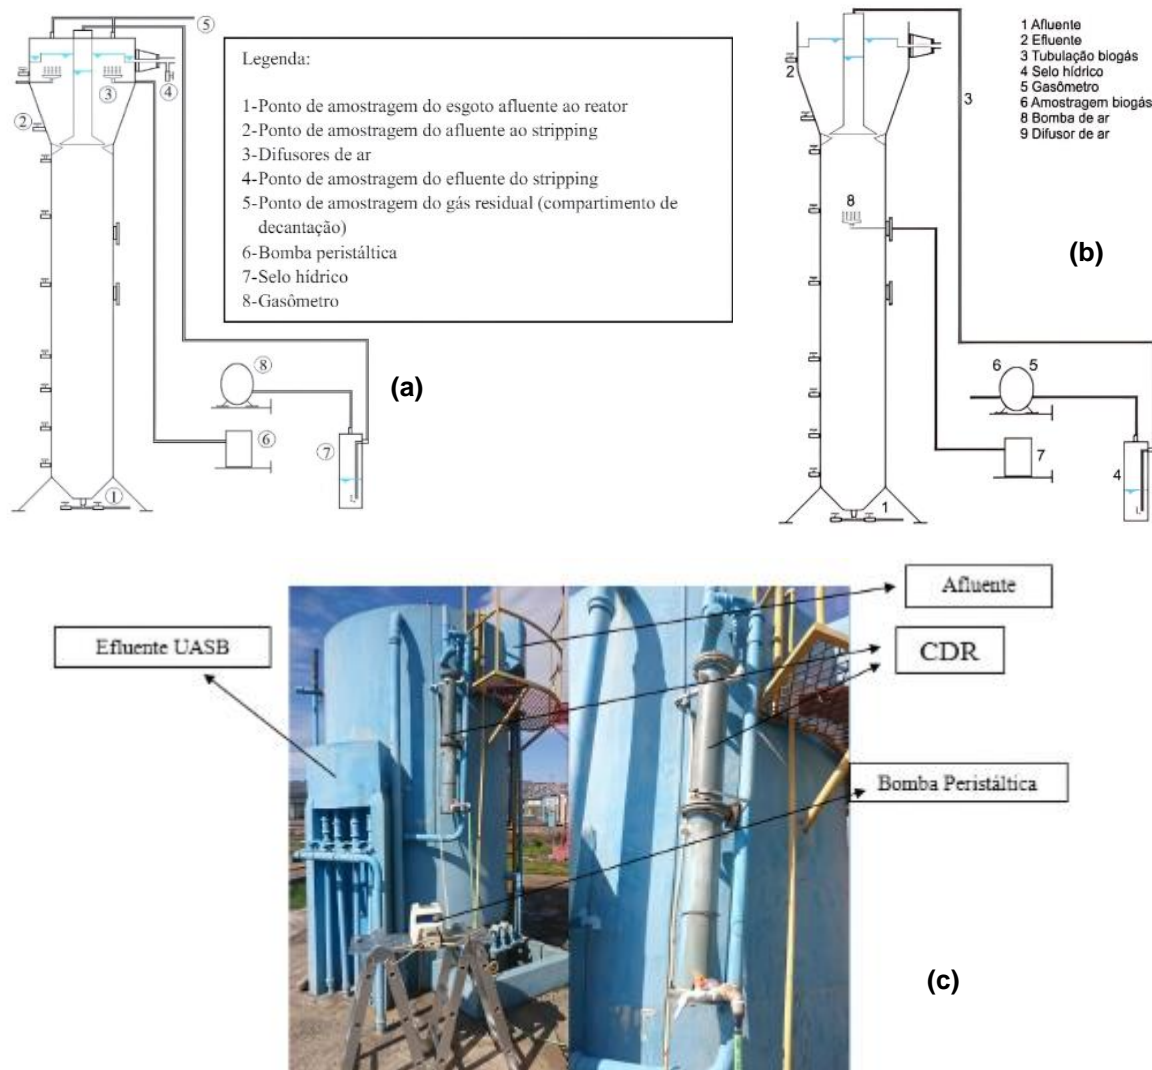 5
3
4
2
8
6
7
1
Legenda:
1-Ponto de amostragem do esgoto afluente ao reator
2-Ponto de amostragem do afluente ao stripping
3-Difusores de ar
4-Ponto de amostragem do efluente do stripping
5-Ponto de amostragem do gás residual (compartimento de
decantação)
6-Bomba peristáltica
7-Selo hídrico
8-Gasômetro
(a)
2
3
8
6
5
7
4
1
1 Afluente
2 Efluente
3 Tubulação biogás
4 Selo hídrico
5 Gasômetro
6 Amostragem biogás
8 Bomba de ar
9 Difusor de ar
(b)
Afluente
Efluente UASB
CDR
Bomba Peristáltica
(c)